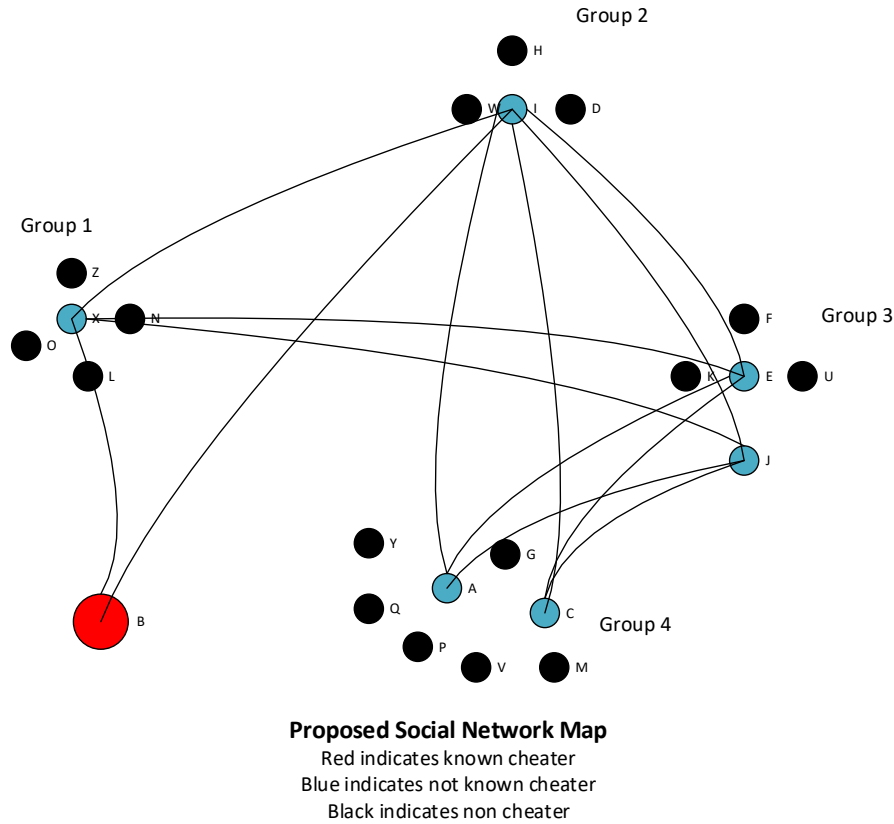 Group 2
H
W
I
D
Group 1
Z
X
N
O
L
F
Group 3
K
E
U
J
Y
G
A
Q
C
Group 4
B
P
V
M
Proposed Social Network Map
Red indicates known cheater
Blue indicates not known cheater
Black indicates non cheater